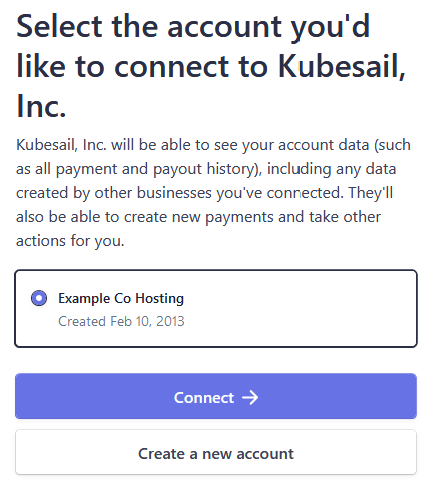 Select the account you'd
like to connect to Kubesail,
Inc.
Kubesail, Inc. will be able to see your account data (such
as all payment and payout history), including any data
created by other businesses you've connected. They'll
also be able to create new payments and take other
actions for you.
Example Co Hosting
Created Feb 10, 2013
Connect →
Create a new account